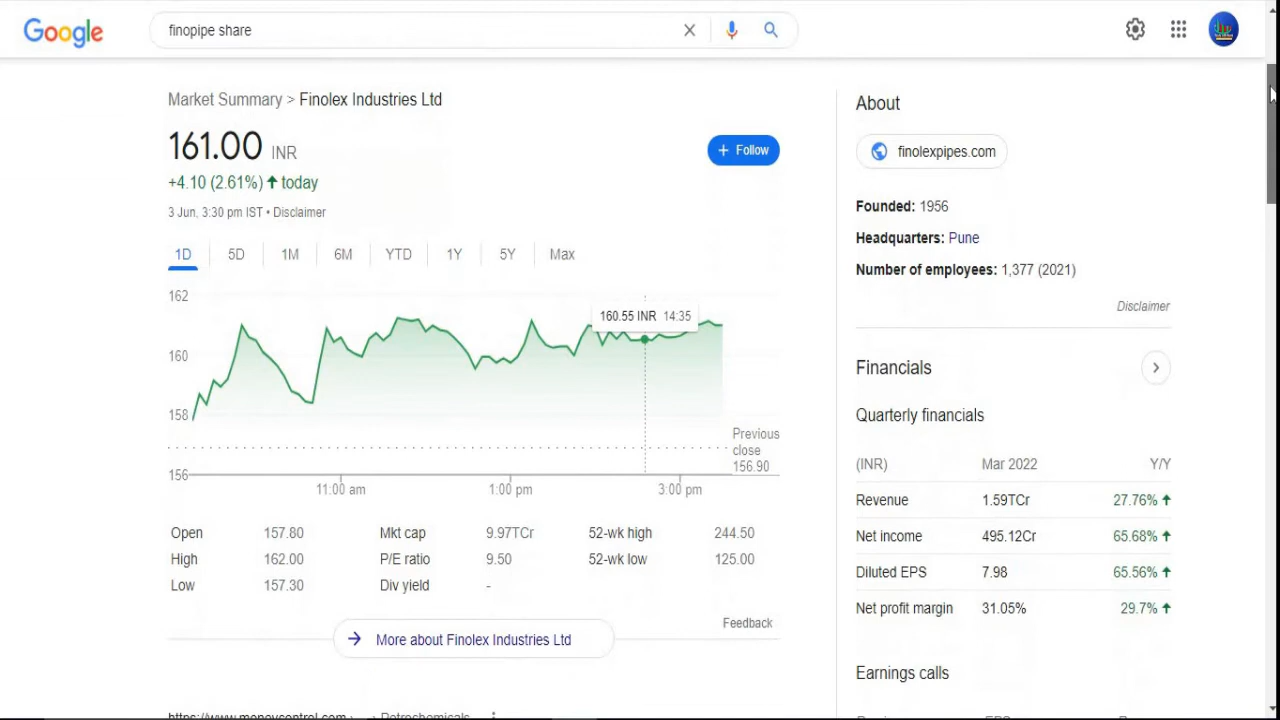 Google
finopipe share
Market Summary > Finolex Industries Ltd
161.00 INR
+ Follow
+4.10 (2.61%) ↑ today
3 Jun, 3:30 pm IST • Disclaimer
1D 5D 1M 6M YTD 1Y 5Y Max
162
160.55 INR 14:35
160
158
Previous
close
156.90
156
11:00 am 1:00 pm 3:00 pm
Open 157.80 Mkt cap 9.97TCr 52-wk high 244.50
High 162.00 P/E ratio 9.50 52-wk low 125.00
Low 157.30 Div yield -
Feedback
→ More about Finolex Industries Ltd
https://www.moneycontrol.com › Petrochemicals
About
finolexpipes.com
Founded: 1956
Headquarters: Pune
Number of employees: 1,377 (2021)
Disclaimer
Financials
Quarterly financials
(INR) Mar 2022 Y/Y
Revenue 1.59TCr 27.76% ↑
Net income 495.12Cr 65.68% ↑
Diluted EPS 7.98 65.56% ↑
Net profit margin 31.05% 29.7% ↑
Earnings calls